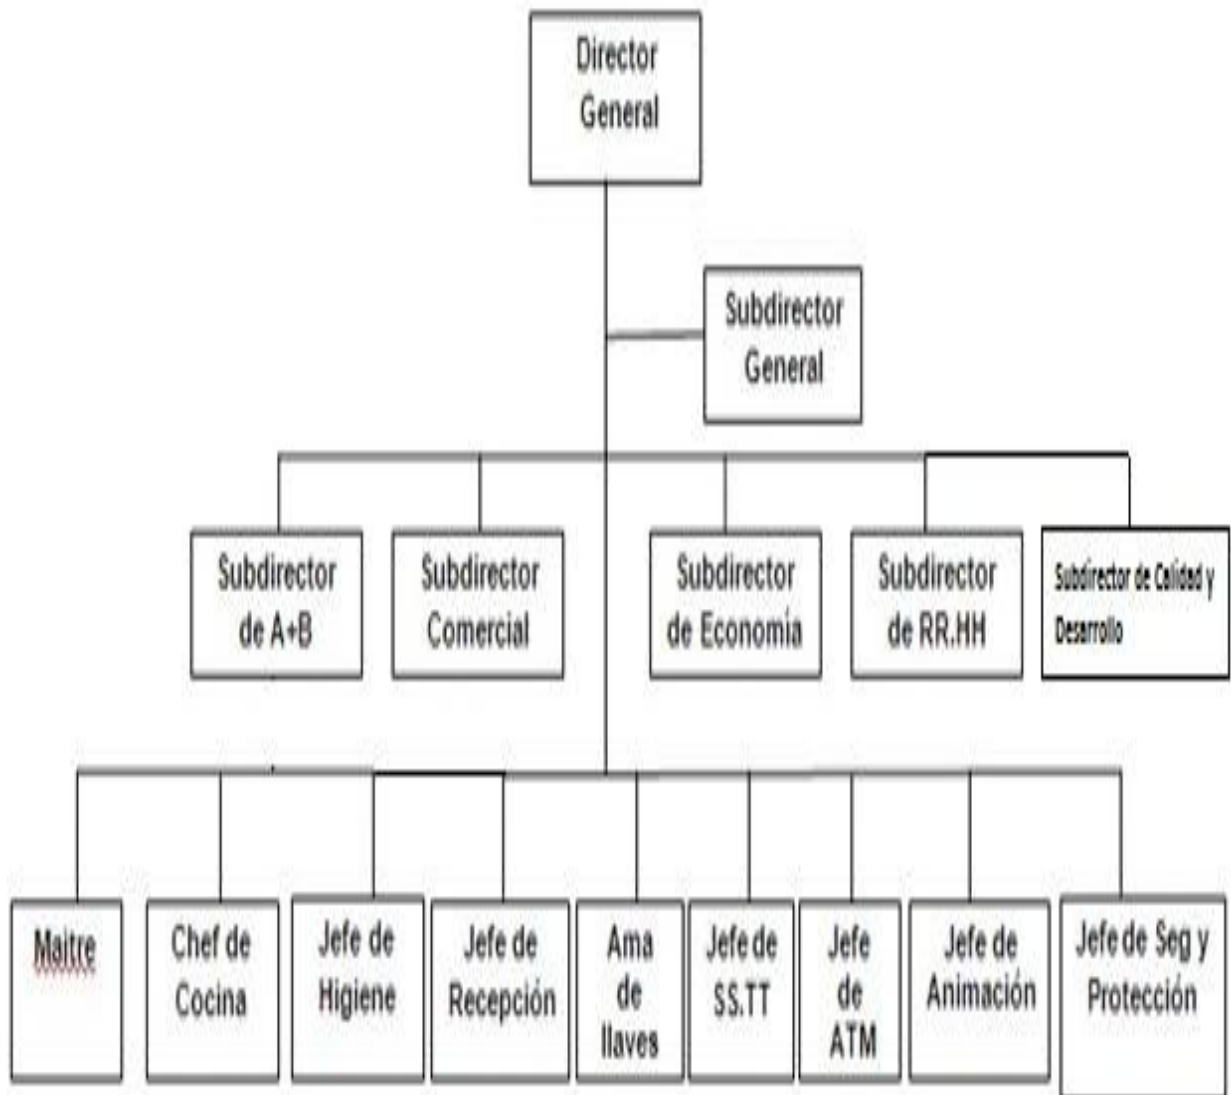 Director
General
Subdirector
General
Subdirector
de A+B
Subdirector
Comercial
Subdirector
de Economía
Subdirector
de RR.HH
Subdirector de Calidad y
Desarrollo
Maitre
Chef de
Cocina
Jefe de
Higiene
Jefe de
Recepción
Ama
de
llaves
Jefe de
SS.TT
Jefe
de
ATM
Jefe de
Animación
Jefe de Seg y
Protección